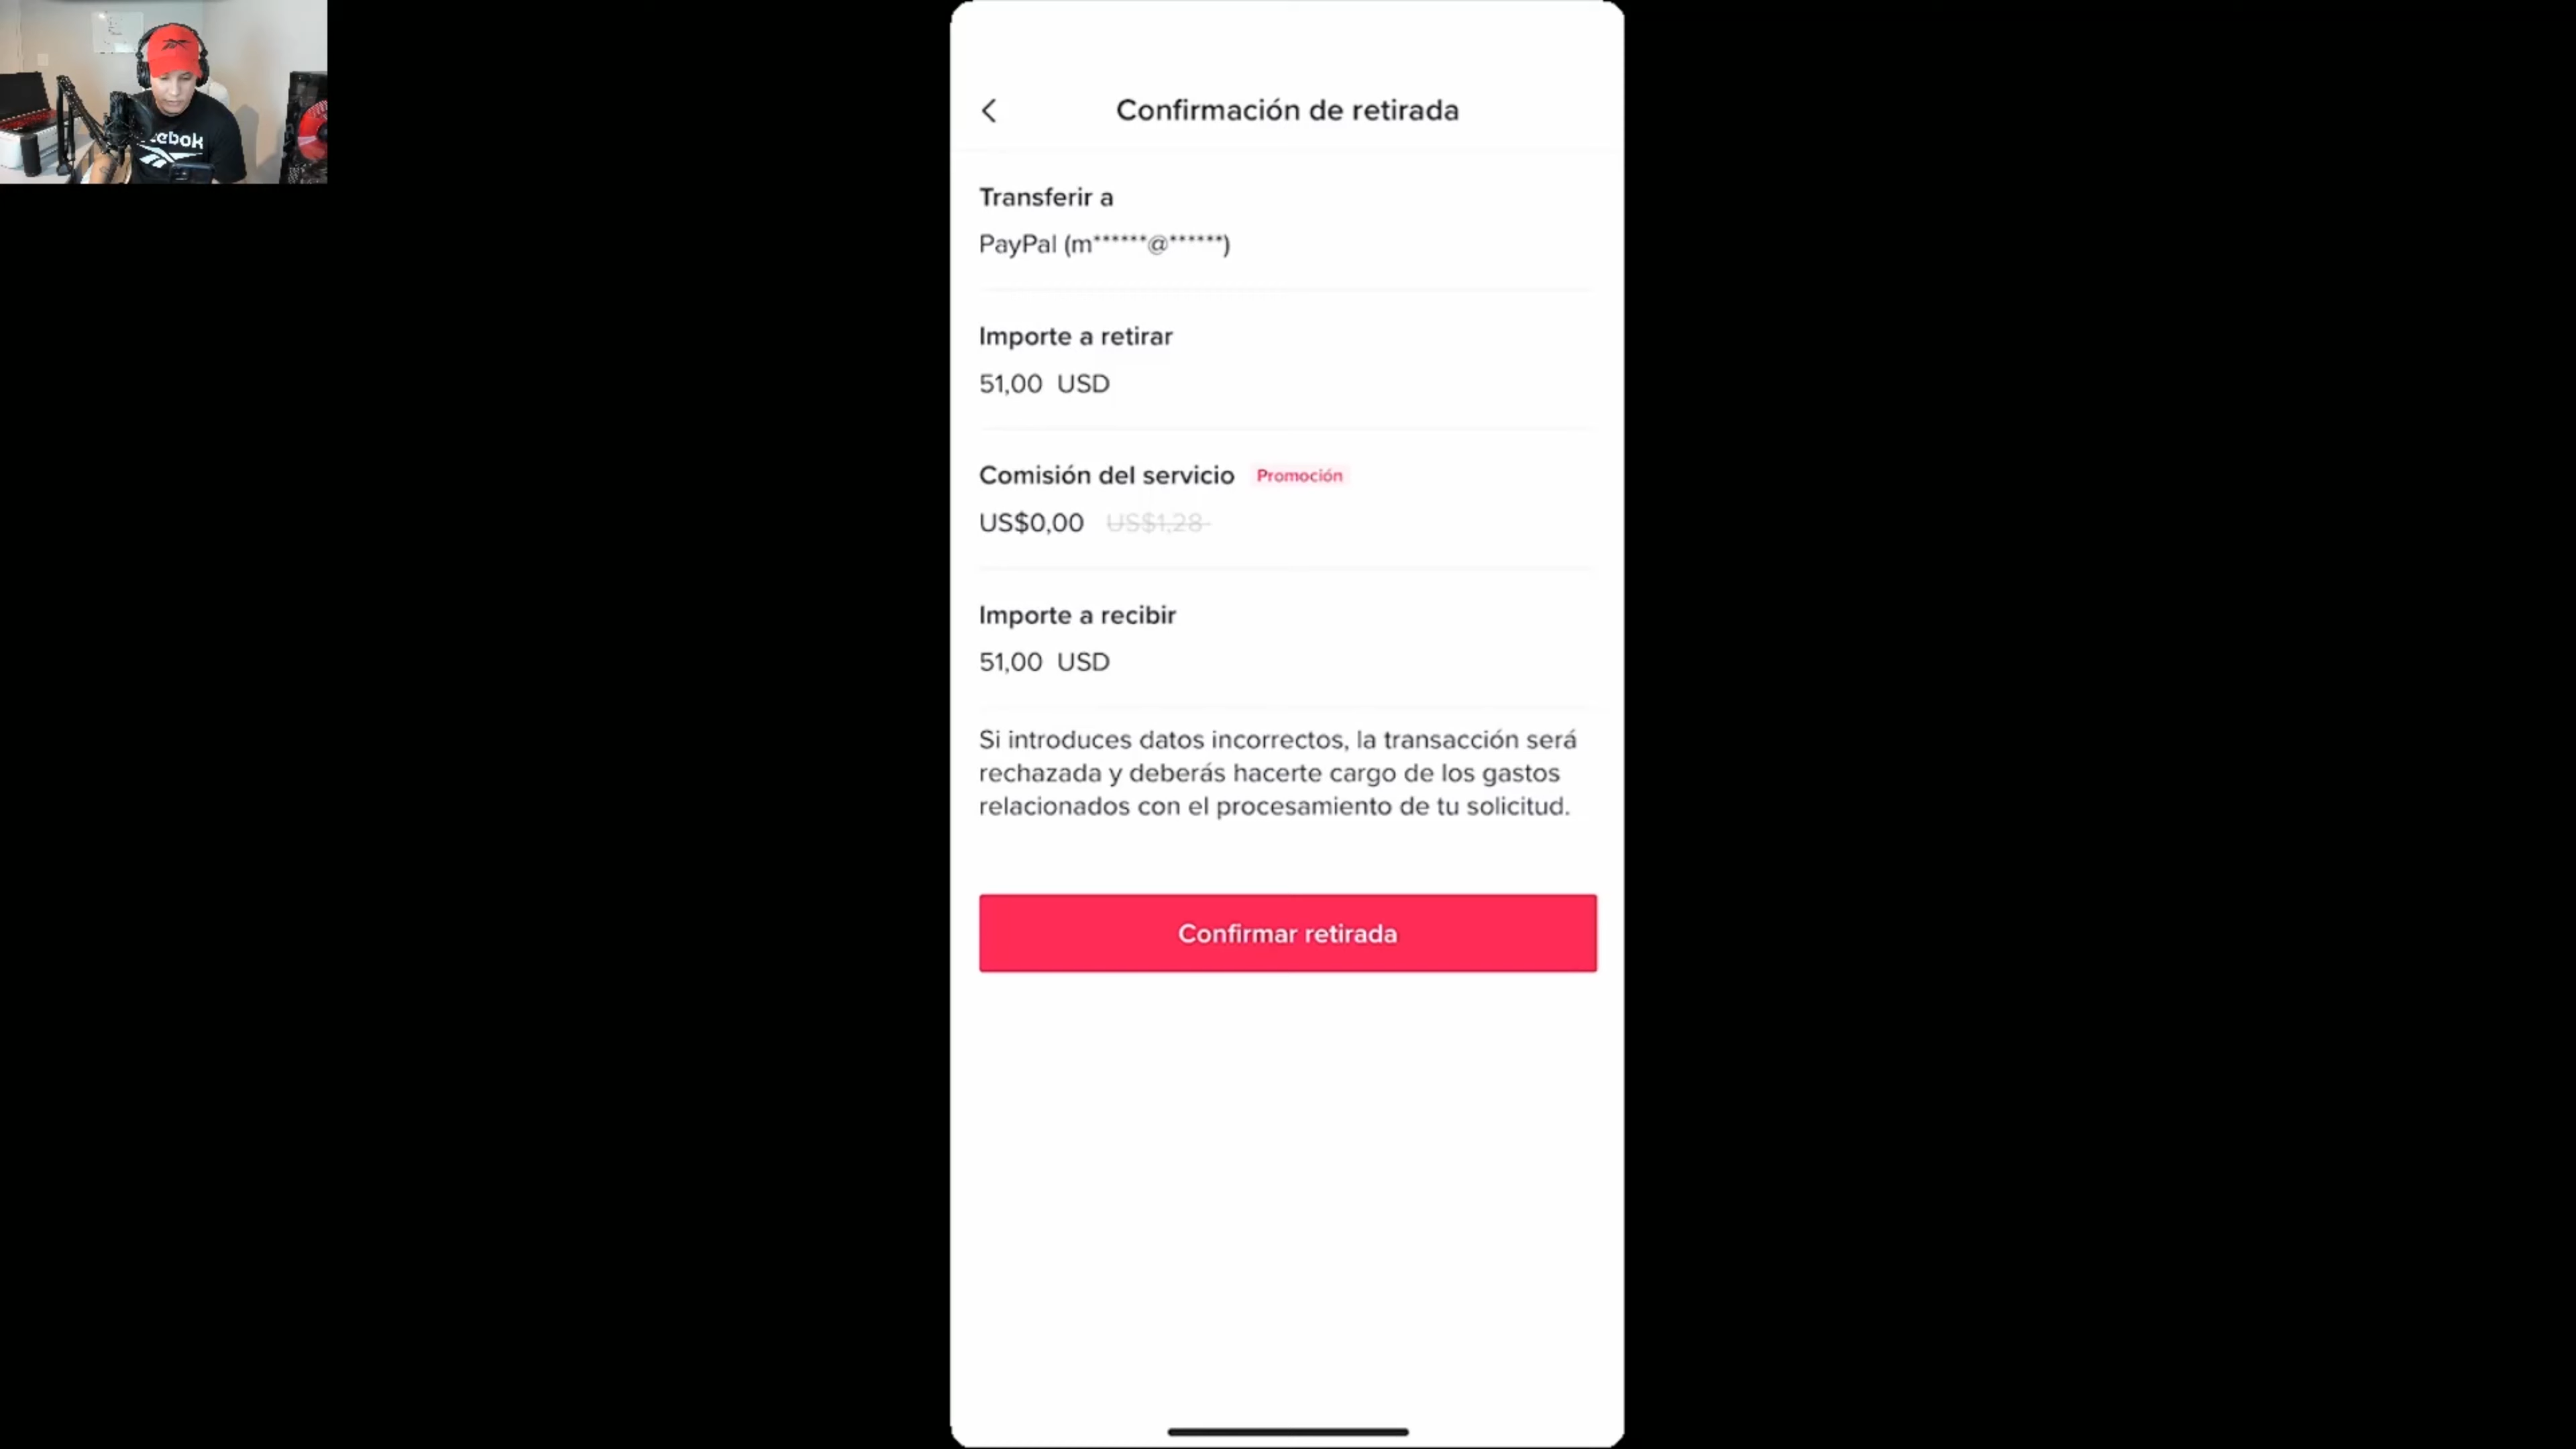 Confirmación de retirada
Transferir a
PayPal (m******@******)
Importe a retirar
51,00 USD
Comisión del servicio Promoción
US$0,00 US$1,28
Importe a recibir
51,00 USD
Si introduces datos incorrectos, la transacción será
rechazada y deberás hacerte cargo de los gastos
relacionados con el procesamiento de tu solicitud.
Confirmar retirada